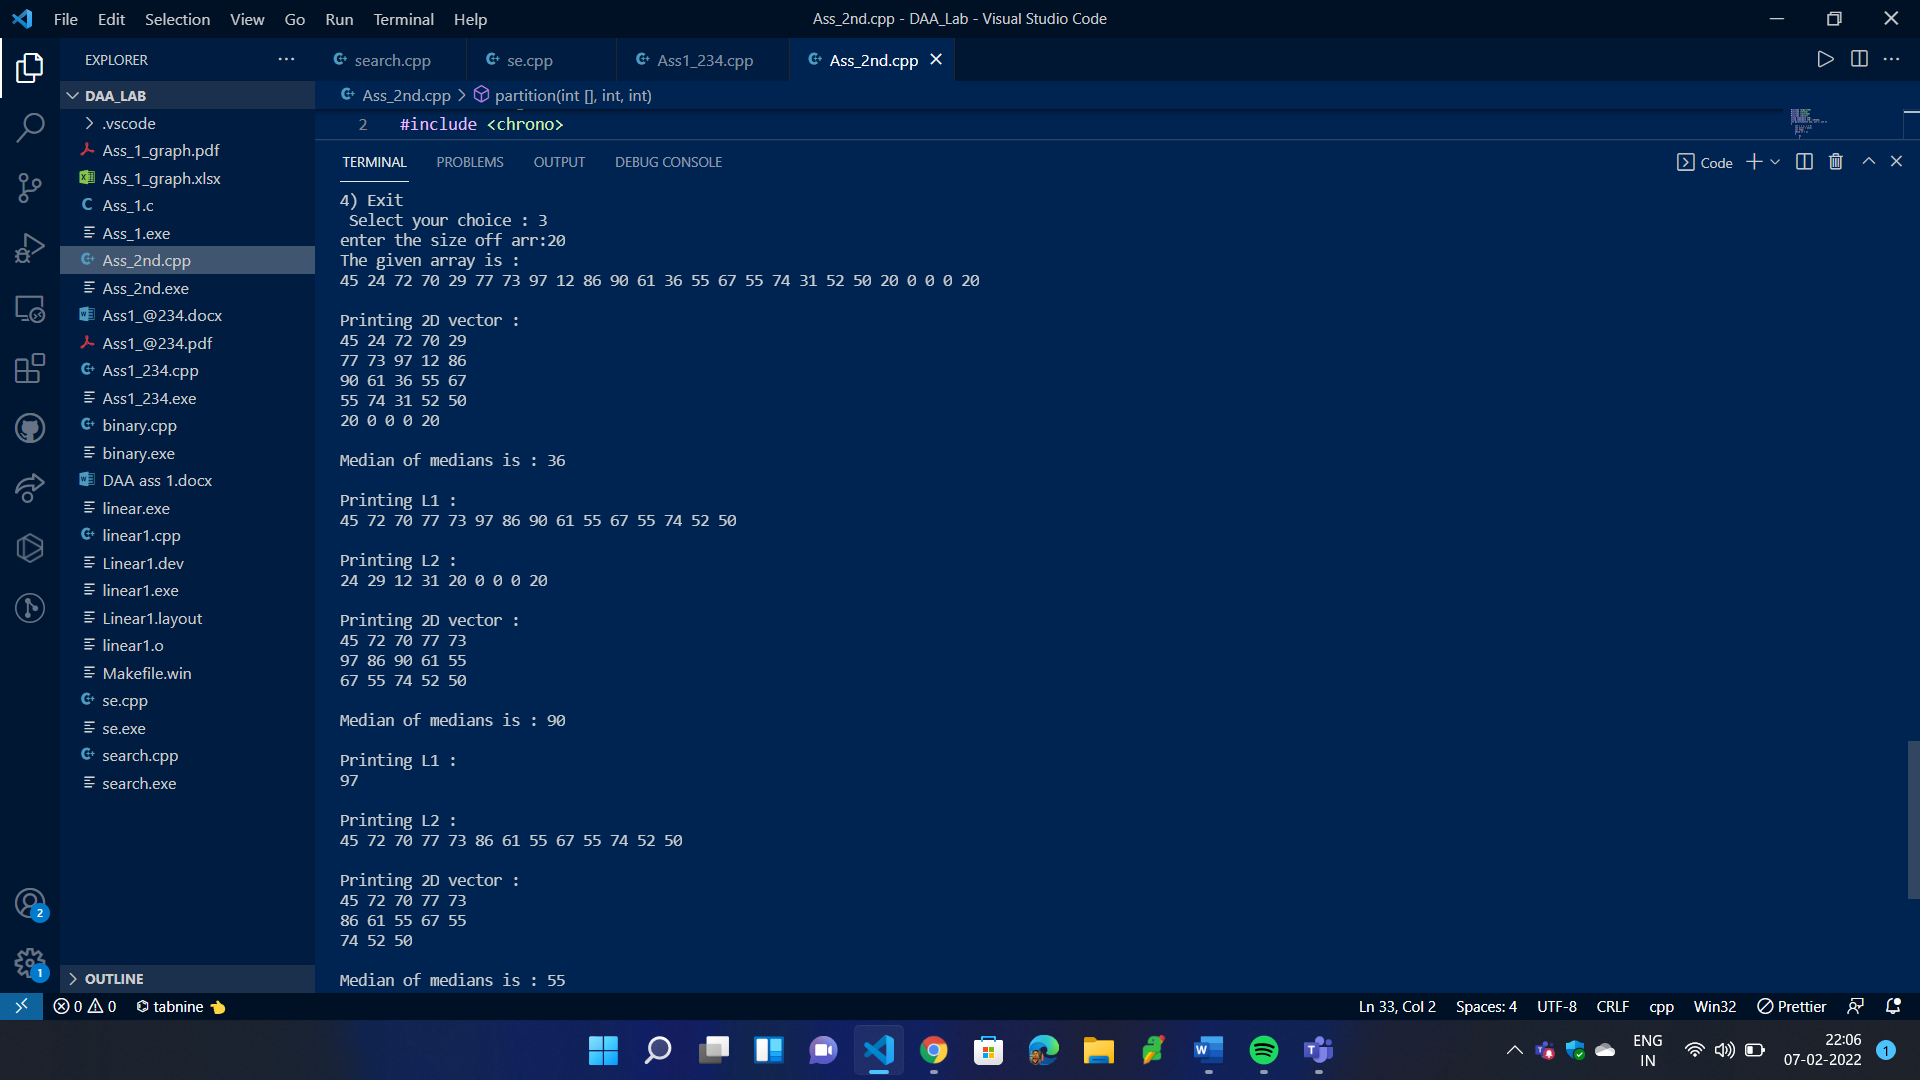 File Edit Selection View Go Run Terminal Help
Ass_2nd.cpp - DAA_Lab - Visual Studio Code
EXPLORER
search.cpp
se.cpp
Ass1_234.cpp
Ass_2nd.cpp
DAA_LAB
.vscode
Ass_1_graph.pdf
Ass_1_graph.xlsx
Ass_1.c
Ass_1.exe
Ass_2nd.cpp
Ass_2nd.exe
Ass1_@234.docx
Ass1_@234.pdf
Ass1_234.cpp
Ass1_234.exe
binary.cpp
binary.exe
DAA ass 1.docx
linear.exe
linear1.cpp
Linear1.dev
linear1.exe
Linear1.layout
linear1.o
Makefile.win
se.cpp
se.exe
search.cpp
search.exe
OUTLINE
Ass_2nd.cpp > partition(int [], int, int)
2 #include <chrono>
TERMINAL PROBLEMS OUTPUT DEBUG CONSOLE
Code
4) Exit
Select your choice : 3
enter the size off arr:20
The given array is :
45 24 72 70 29 77 73 97 12 86 90 61 36 55 67 55 74 31 52 50 20 0 0 0 20
Printing 2D vector :
45 24 72 70 29
77 73 97 12 86
90 61 36 55 67
55 74 31 52 50
20 0 0 0 20
Median of medians is : 36
Printing L1 :
45 72 70 77 73 97 86 90 61 55 67 55 74 52 50
Printing L2 :
24 29 12 31 20 0 0 0 20
Printing 2D vector :
45 72 70 77 73
97 86 90 61 55
67 55 74 52 50
Median of medians is : 90
Printing L1 :
97
Printing L2 :
45 72 70 77 73 86 61 55 67 55 74 52 50
Printing 2D vector :
45 72 70 77 73
86 61 55 67 55
74 52 50
Median of medians is : 55
2
1
0 0 tabnine
Ln 33, Col 2 Spaces: 4 UTF-8 CRLF cpp Win32 Prettier
ENG
IN
22:06
07-02-2022
1